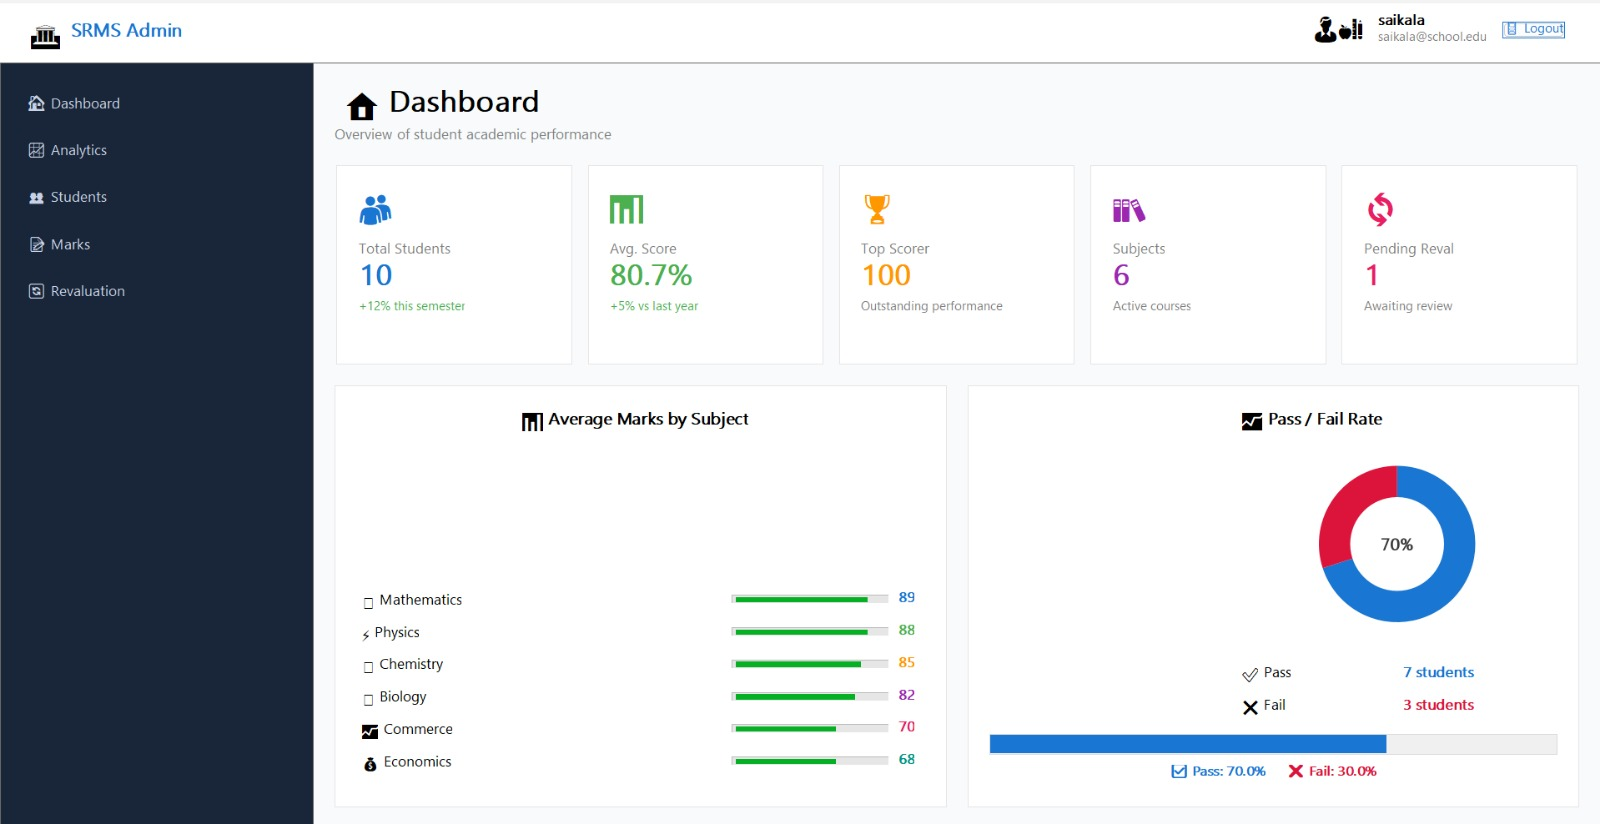 SRMS Admin
saikala
saikala@school.edu
Logout
Dashboard
Analytics
Students
Marks
Revaluation
Dashboard
Overview of student academic performance
Total Students
10
+12% this semester
Avg. Score
80.7%
+5% vs last year
Top Scorer
100
Outstanding performance
Subjects
6
Active courses
Pending Reval
1
Awaiting review
Average Marks by Subject
Mathematics 89
Physics 88
Chemistry 85
Biology 82
Commerce 70
Economics 68
Pass / Fail Rate
70%
Pass 7 students
Fail 3 students
Pass: 70.0% Fail: 30.0%